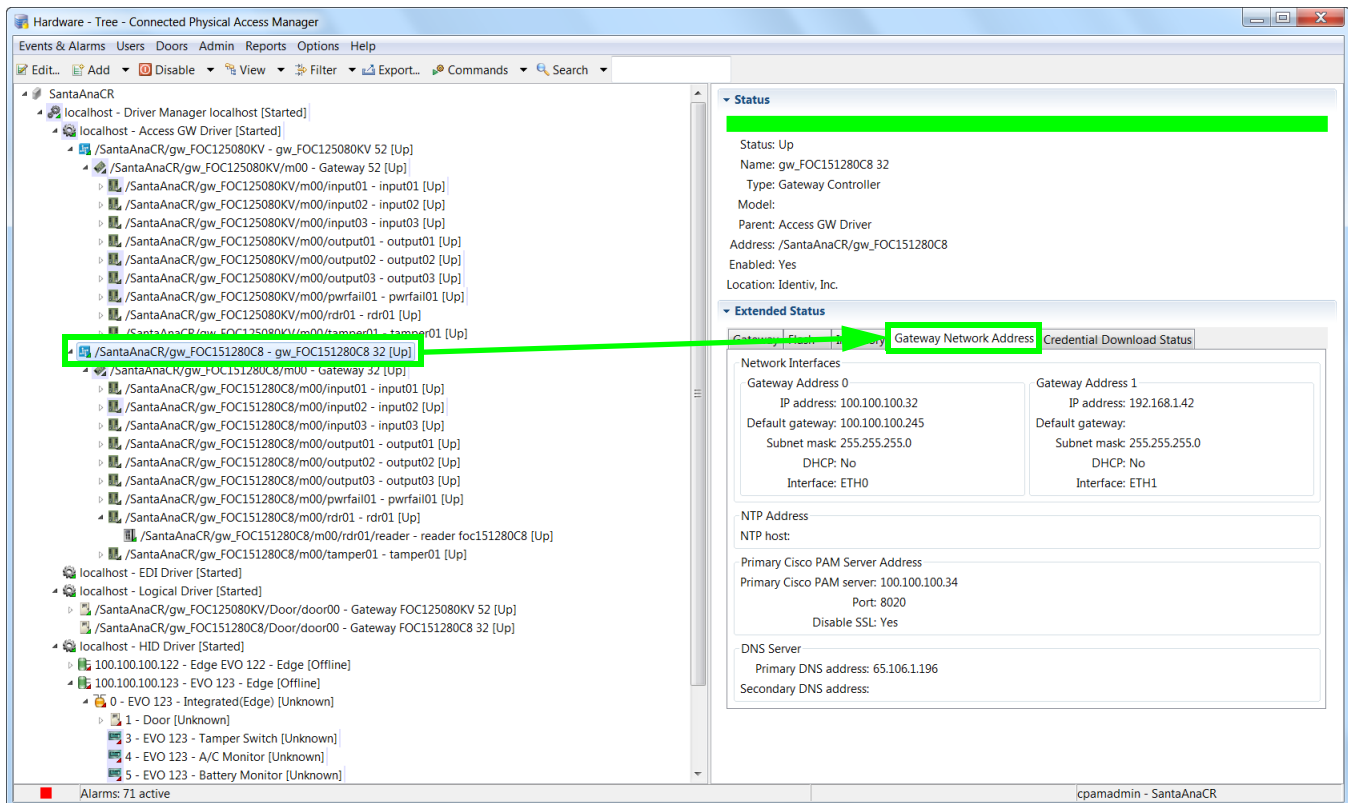 Hardware - Tree - Connected Physical Access Manager
Events & Alarms Users Doors Admin Reports Options Help
Edit... Add Disable View Filter Export... Commands Search
SantaAnaCR
localhost - Driver Manager localhost [Started]
localhost - Access GW Driver [Started]
/SantaAnaCR/gw_FOC125080KV - gw_FOC125080KV 52 [Up]
/SantaAnaCR/gw_FOC125080KV/m00 - Gateway 52 [Up]
/SantaAnaCR/gw_FOC125080KV/m00/input01 - input01 [Up]
/SantaAnaCR/gw_FOC125080KV/m00/input02 - input02 [Up]
/SantaAnaCR/gw_FOC125080KV/m00/input03 - input03 [Up]
/SantaAnaCR/gw_FOC125080KV/m00/output01 - output01 [Up]
/SantaAnaCR/gw_FOC125080KV/m00/output02 - output02 [Up]
/SantaAnaCR/gw_FOC125080KV/m00/output03 - output03 [Up]
/SantaAnaCR/gw_FOC125080KV/m00/pwrfail01 - pwrfail01 [Up]
/SantaAnaCR/gw_FOC125080KV/m00/rdr01 - rdr01 [Up]
/SantaAnaCR/gw_FOC125080KV/m00/tamper01 - tamper01 [Up]
/SantaAnaCR/gw_FOC151280C8 - gw_FOC151280C8 32 [Up]
/SantaAnaCR/gw_FOC151280C8/m00 - Gateway 32 [Up]
/SantaAnaCR/gw_FOC151280C8/m00/input01 - input01 [Up]
/SantaAnaCR/gw_FOC151280C8/m00/input02 - input02 [Up]
/SantaAnaCR/gw_FOC151280C8/m00/input03 - input03 [Up]
/SantaAnaCR/gw_FOC151280C8/m00/output01 - output01 [Up]
/SantaAnaCR/gw_FOC151280C8/m00/output02 - output02 [Up]
/SantaAnaCR/gw_FOC151280C8/m00/output03 - output03 [Up]
/SantaAnaCR/gw_FOC151280C8/m00/pwrfail01 - pwrfail01 [Up]
/SantaAnaCR/gw_FOC151280C8/m00/rdr01 - rdr01 [Up]
/SantaAnaCR/gw_FOC151280C8/m00/rdr01/reader - reader foc151280C8 [Up]
/SantaAnaCR/gw_FOC151280C8/m00/tamper01 - tamper01 [Up]
localhost - EDI Driver [Started]
localhost - Logical Driver [Started]
/SantaAnaCR/gw_FOC125080KV/Door/door00 - Gateway FOC125080KV 52 [Up]
/SantaAnaCR/gw_FOC151280C8/Door/door00 - Gateway FOC151280C8 32 [Up]
localhost - HID Driver [Started]
100.100.100.122 - Edge EVO 122 - Edge [Offline]
100.100.100.123 - EVO 123 - Edge [Offline]
0 - EVO 123 - Integrated(Edge) [Unknown]
1 - Door [Unknown]
3 - EVO 123 - Tamper Switch [Unknown]
4 - EVO 123 - A/C Monitor [Unknown]
5 - EVO 123 - Battery Monitor [Unknown]
Status
Status: Up
Name: gw_FOC151280C8 32
Type: Gateway Controller
Model:
Parent: Access GW Driver
Address: /SantaAnaCR/gw_FOC151280C8
Enabled: Yes
Location: Identiv, Inc.
Extended Status
Gateway Network Address Credential Download Status
Network Interfaces
Gateway Address 0
IP address: 100.100.100.32
Default gateway: 100.100.100.245
Subnet mask: 255.255.255.0
DHCP: No
Interface: ETH0
Gateway Address 1
IP address: 192.168.1.42
Default gateway:
Subnet mask: 255.255.255.0
DHCP: No
Interface: ETH1
NTP Address
NTP host:
Primary Cisco PAM Server Address
Primary Cisco PAM server: 100.100.100.34
Port: 8020
Disable SSL: Yes
DNS Server
Primary DNS address: 65.106.1.196
Secondary DNS address:
Alarms: 71 active
cpamadmin - SantaAnaCR